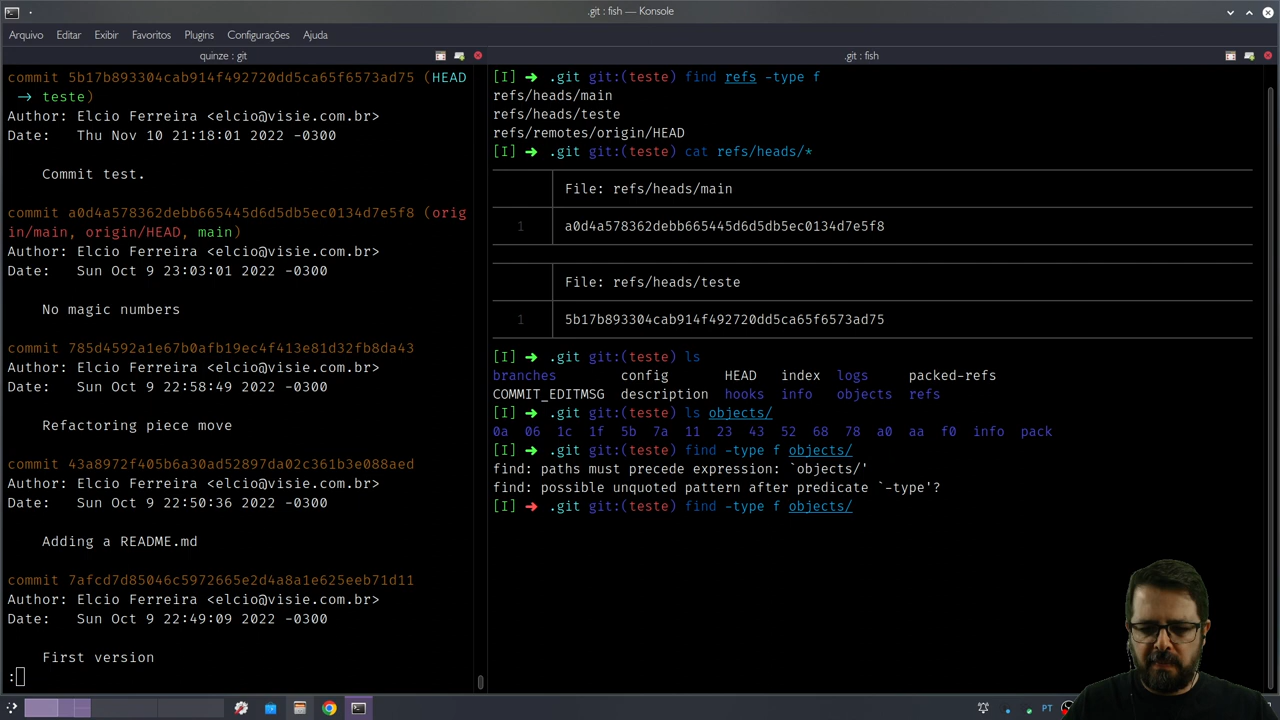 .git : fish — Konsole
Arquivo Editar Exibir Favoritos Plugins Configurações Ajuda
quinze : git
commit 5b17b893304cab914f492720dd5ca65f6573ad75 (HEAD
→ teste)
Author: Elcio Ferreira <elcio@visie.com.br>
Date:   Thu Nov 10 21:18:01 2022 -0300
Commit test.
commit a0d4a578362debb665445d6d5db5ec0134d7e5f8 (orig
in/main, origin/HEAD, main)
Author: Elcio Ferreira <elcio@visie.com.br>
Date:   Sun Oct 9 23:03:01 2022 -0300
No magic numbers
commit 785d4592a1e67b0afb19ec4f413e81d32fb8da43
Author: Elcio Ferreira <elcio@visie.com.br>
Date:   Sun Oct 9 22:58:49 2022 -0300
Refactoring piece move
commit 43a8972f405b6a30ad52897da02c361b3e088aed
Author: Elcio Ferreira <elcio@visie.com.br>
Date:   Sun Oct 9 22:50:36 2022 -0300
Adding a README.md
commit 7afcd7d85046c5972665e2d4a8a1e625eeb71d11
Author: Elcio Ferreira <elcio@visie.com.br>
Date:   Sun Oct 9 22:49:09 2022 -0300
First version
:
.git : fish
[I] ➜ .git git:(teste) find refs -type f
refs/heads/main
refs/heads/teste
refs/remotes/origin/HEAD
[I] ➜ .git git:(teste) cat refs/heads/*
File: refs/heads/main
1 a0d4a578362debb665445d6d5db5ec0134d7e5f8
File: refs/heads/teste
1 5b17b893304cab914f492720dd5ca65f6573ad75
[I] ➜ .git git:(teste) ls
branches config HEAD index logs packed-refs
COMMIT_EDITMSG description hooks info objects refs
[I] ➜ .git git:(teste) ls objects/
0a 06 1c 1f 5b 7a 11 23 43 52 68 78 a0 aa f0 info pack
[I] ➜ .git git:(teste) find -type f objects/
find: paths must precede expression: `objects/'
find: possible unquoted pattern after predicate `-type'?
[I] ➜ .git git:(teste) find -type f objects/
PT